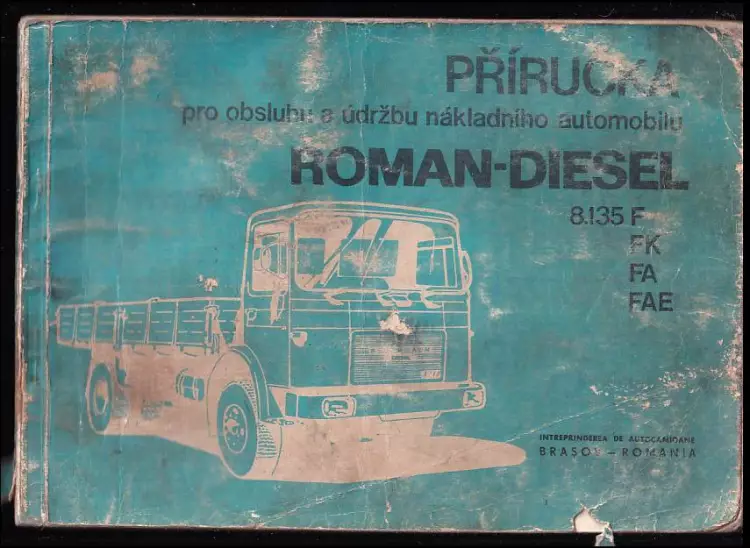 PŘÍRUČKA
pro obsluhu a údržbu nákladního automobilu
ROMAN-DIESEL
8.135 F
FK
FA
FAE
INTREPRINDEREA DE AUTOCAMIOANE
BRAȘOV - ROMANIA